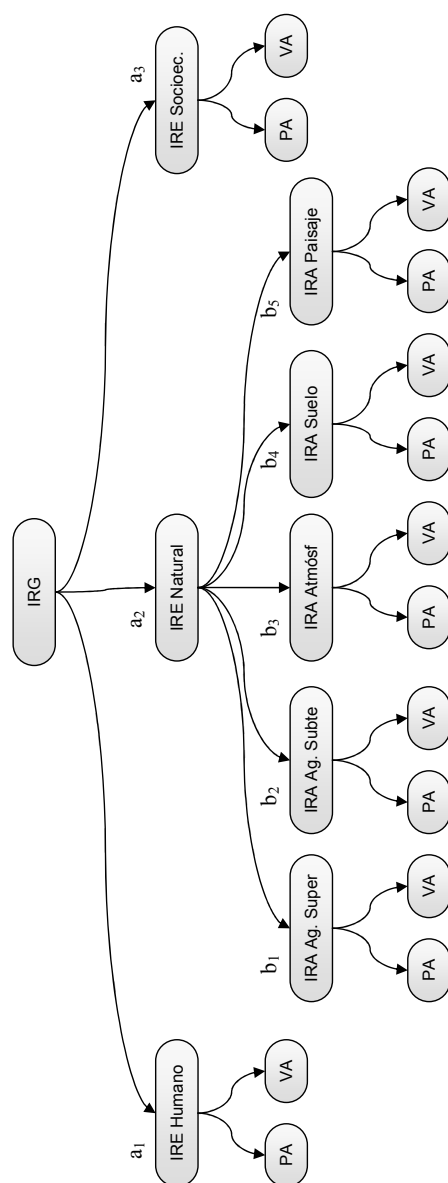 IRG
a1
IRE Humano
a2
IRE Natural
a3
IRE Socioec.
PA
VA
b1
IRA Ag. Super
b2
IRA Ag. Subte
b3
IRA Atmósf
b4
IRA Suelo
b5
IRA Paisaje
PA
VA
PA
VA
PA
VA
PA
VA
PA
VA
PA
VA